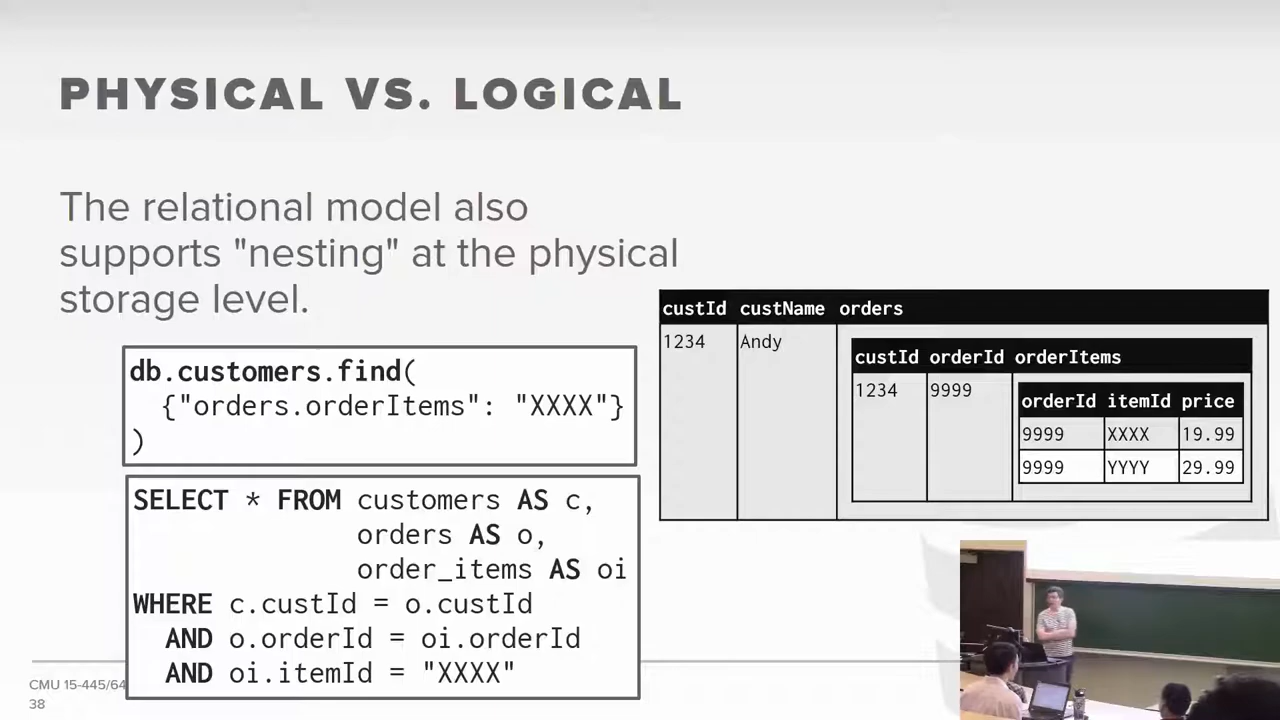 PHYSICAL VS. LOGICAL
The relational model also
supports "nesting" at the physical
storage level.
db.customers.find(
{"orders.orderItems": "XXXX"}
)
SELECT * FROM customers AS c,
orders AS o,
order_items AS oi
WHERE c.custId = o.custId
AND o.orderId = oi.orderId
AND oi.itemId = "XXXX"
custId custName orders
1234 Andy
custId orderId orderItems
1234 9999
orderId itemId price
9999 XXXX 19.99
9999 YYYY 29.99
CMU 15-445/64
38